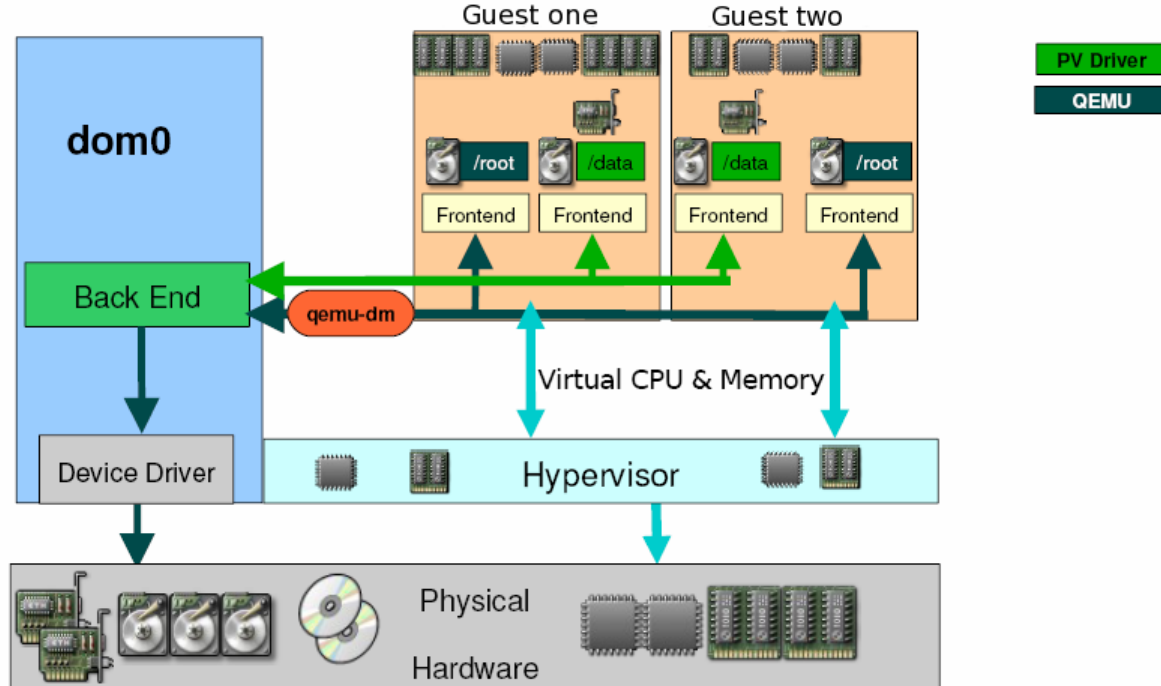 Guest one
Guest two
PV Driver
QEMU
dom0
/root
/data
/data
/root
Frontend
Frontend
Frontend
Frontend
Back End
qemu-dm
Virtual CPU & Memory
Device Driver
Hypervisor
Physical
Hardware